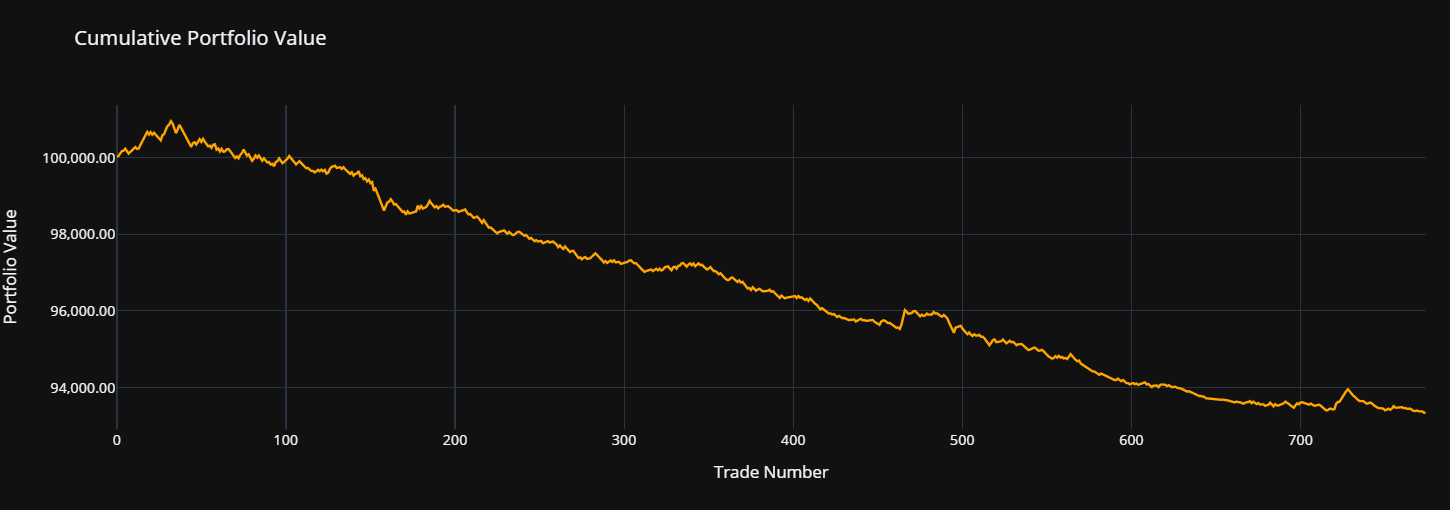 Cumulative Portfolio Value
Portfolio Value
100,000.00
98,000.00
96,000.00
94,000.00
0 100 200 300 400 500 600 700
Trade Number